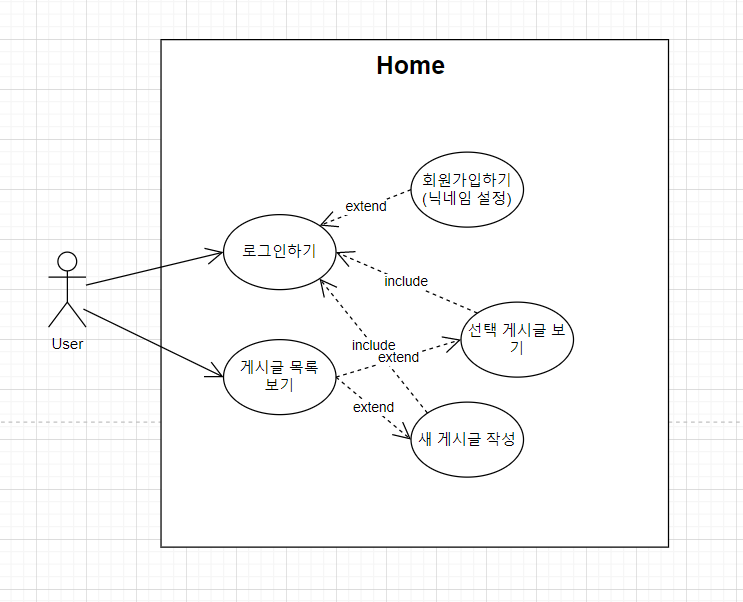 Home
회원가입하기
(닉네임 설정)
extend
로그인하기
include
User
선택 게시글 보
기
include
extend
게시글 목록
보기
extend
새 게시글 작성